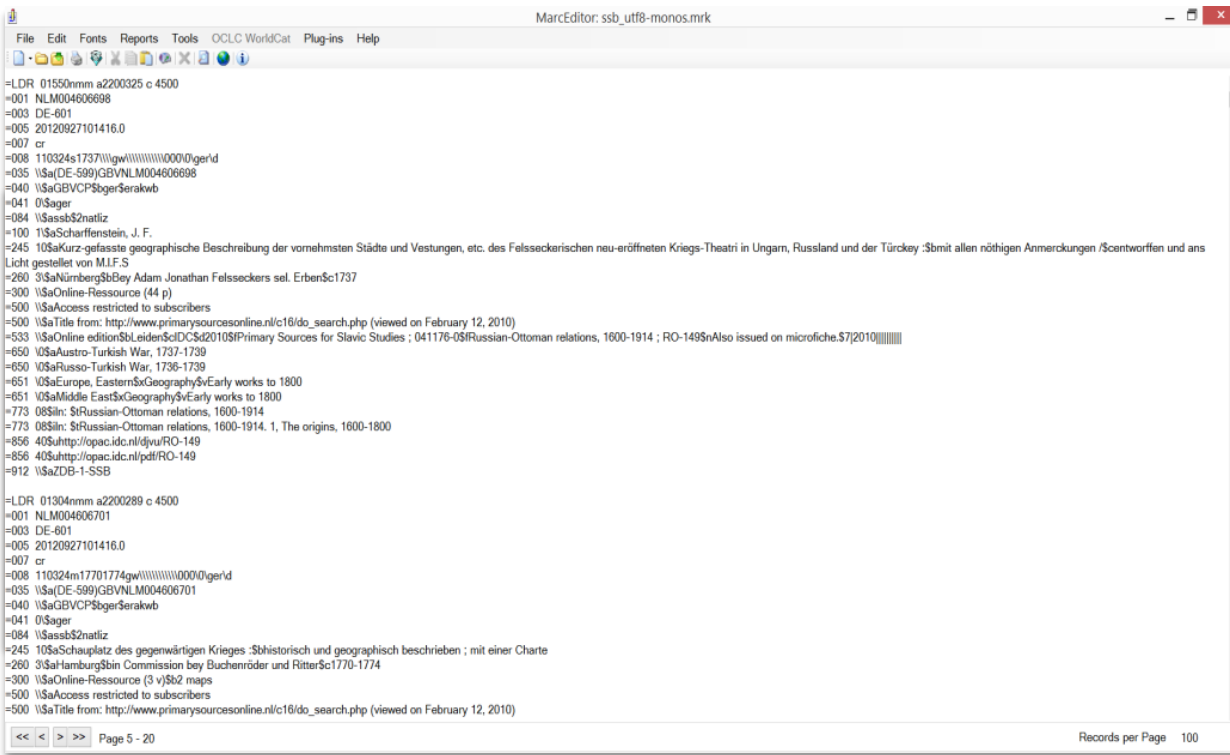 MarcEditor: ssb_utf8-monos.mrk
File Edit Fonts Reports Tools OCLC WorldCat Plug-ins Help
=LDR 01550nmm a2200325 c 4500
=001 NLM004606698
=003 DE-601
=005 20120927101416.0
=007 cr
=008 110324s1737\\\\gw\\\\\\\\\\\\000\0\ger\d
=035 \\$a(DE-599)GBVNLM004606698
=040 \\$aGBVCP$bger$erakwb
=041 0\$ager
=084 \\$assb$2natliz
=100 1\$aScharffenstein, J. F.
=245 10$aKurz-gefasste geographische Beschreibung der vornehmsten Städte und Vestungen, etc. des Felsseckerischen neu-eröffneten Kriegs-Theatri in Ungarn, Russland und der Türckey :$bmit allen nöthigen Anmerckungen /$centworffen und ans
Licht gestellet von M.I.F.S
=260 3\$aNürnberg$bBey Adam Jonathan Felsseckers sel. Erben$c1737
=300 \\$aOnline-Ressource (44 p)
=500 \\$aAccess restricted to subscribers
=500 \\$aTitle from: http://www.primarysourcesonline.nl/c16/do_search.php (viewed on February 12, 2010)
=533 \\$aOnline edition$bLeiden$cIDC$d2010$fPrimary Sources for Slavic Studies ; 041176-0$fRussian-Ottoman relations, 1600-1914 ; RO-149$nAlso issued on microfiche.$7|2010||||||||||
=650 \0$aAustro-Turkish War, 1737-1739
=650 \0$aRusso-Turkish War, 1736-1739
=651 \0$aEurope, Eastern$xGeography$vEarly works to 1800
=651 \0$aMiddle East$xGeography$vEarly works to 1800
=773 08$iIn: $tRussian-Ottoman relations, 1600-1914
=773 08$iIn: $tRussian-Ottoman relations, 1600-1914. 1, The origins, 1600-1800
=856 40$uhttp://opac.idc.nl/djvu/RO-149
=856 40$uhttp://opac.idc.nl/pdf/RO-149
=912 \\$aZDB-1-SSB
=LDR 01304nmm a2200289 c 4500
=001 NLM004606701
=003 DE-601
=005 20120927101416.0
=007 cr
=008 110324m17701774gw\\\\\\\\\\\\000\0\ger\d
=035 \\$a(DE-599)GBVNLM004606701
=040 \\$aGBVCP$bger$erakwb
=041 0\$ager
=084 \\$assb$2natliz
=245 10$aSchauplatz des gegenwärtigen Krieges :$bhistorisch und geographisch beschrieben ; mit einer Charte
=260 3\$aHamburg$bin Commission bey Buchenröder und Ritter$c1770-1774
=300 \\$aOnline-Ressource (3 v)$b2 maps
=500 \\$aAccess restricted to subscribers
=500 \\$aTitle from: http://www.primarysourcesonline.nl/c16/do_search.php (viewed on February 12, 2010)
<< < > >> Page 5 - 20 Records per Page 100